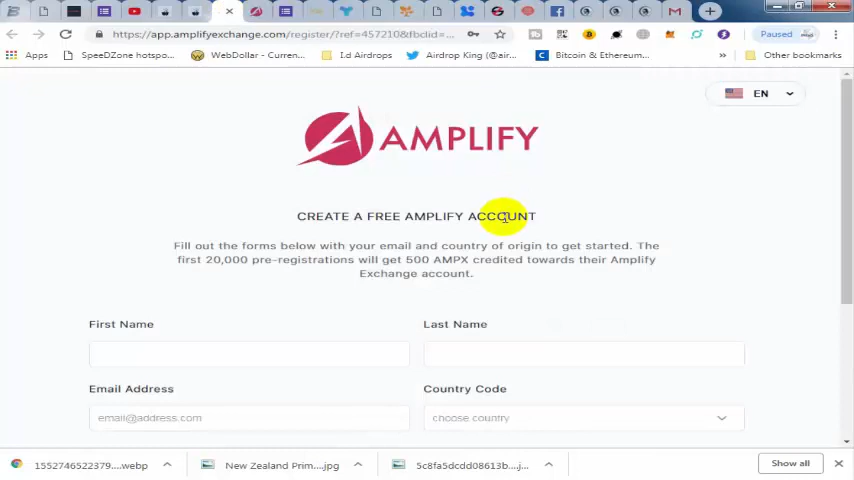 https://app.amplifyexchange.com/register/?ref=457210&fbclid=...
Paused
Apps
SpeeDZone hotspo...
WebDollar - Curren...
I.d Airdrops
Airdrop King (@air...
Bitcoin & Ethereum...
»
Other bookmarks
EN
AMPLIFY
CREATE A FREE AMPLIFY ACCOUNT
Fill out the forms below with your email and country of origin to get started. The
first 20,000 pre-registrations will get 500 AMPX credited towards their Amplify
Exchange account.
First Name
Last Name
Email Address
Country Code
email@address.com
choose country
1552746522379....webp
New Zealand Prim....jpg
5c8fa5dcdd08613b....j...
Show all